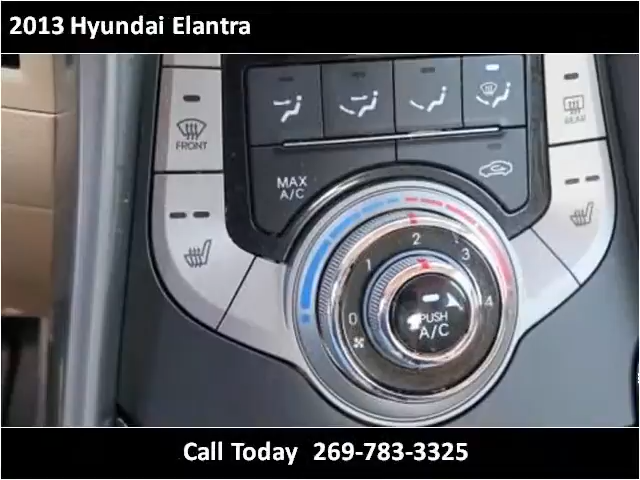 2013 Hyundai Elantra
FRONT
REAR
MAX
A/C
0 1 2 3 4
PUSH
A/C
Call Today 269-783-3325